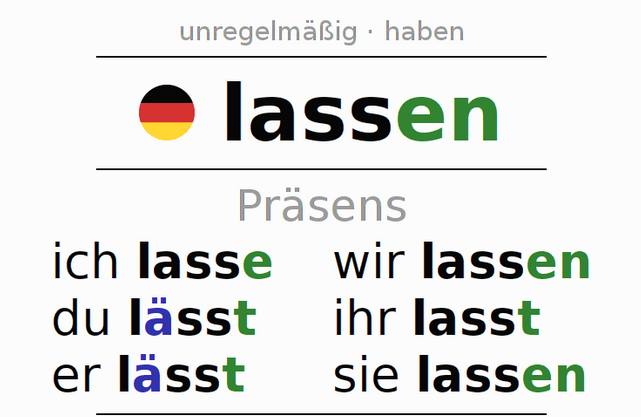 unregelmäßig · haben
lassen
Präsens
ich lasse wir lassen
du lässt ihr lasst
er lässt sie lassen